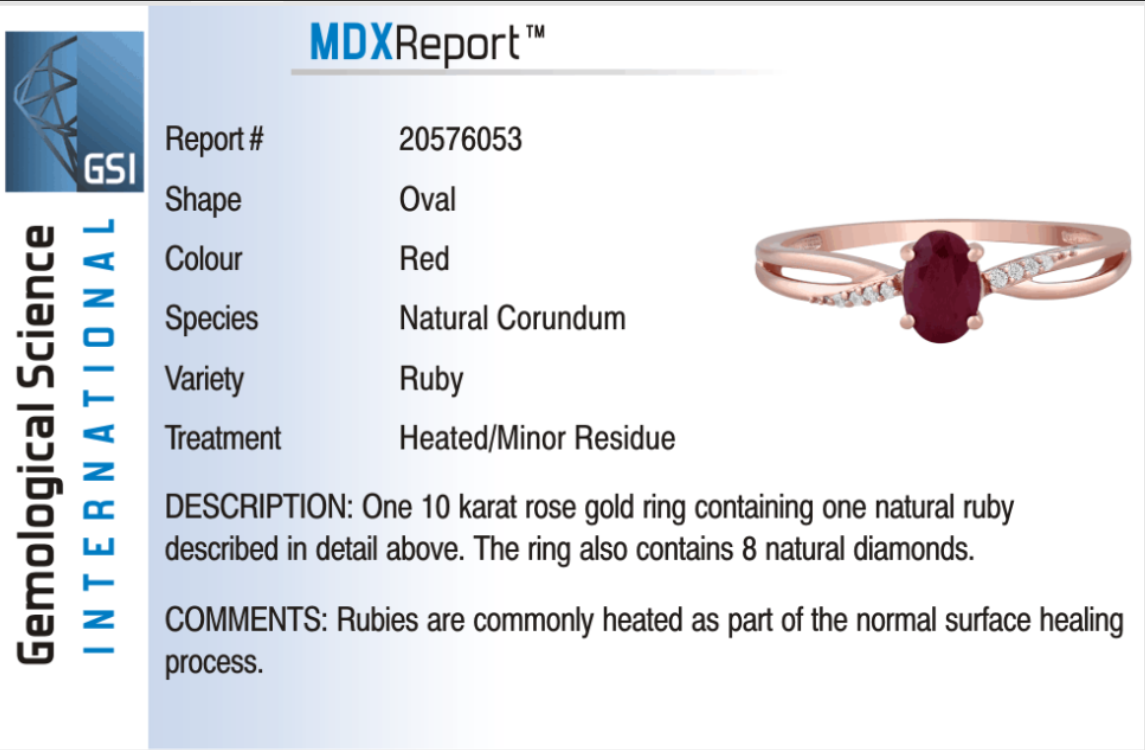 MDXReport™
GSI
Gemological Science
INTERNATIONAL
Report # 20576053
Shape Oval
Colour Red
Species Natural Corundum
Variety Ruby
Treatment Heated/Minor Residue
DESCRIPTION: One 10 karat rose gold ring containing one natural ruby
described in detail above. The ring also contains 8 natural diamonds.
COMMENTS: Rubies are commonly heated as part of the normal surface healing
process.